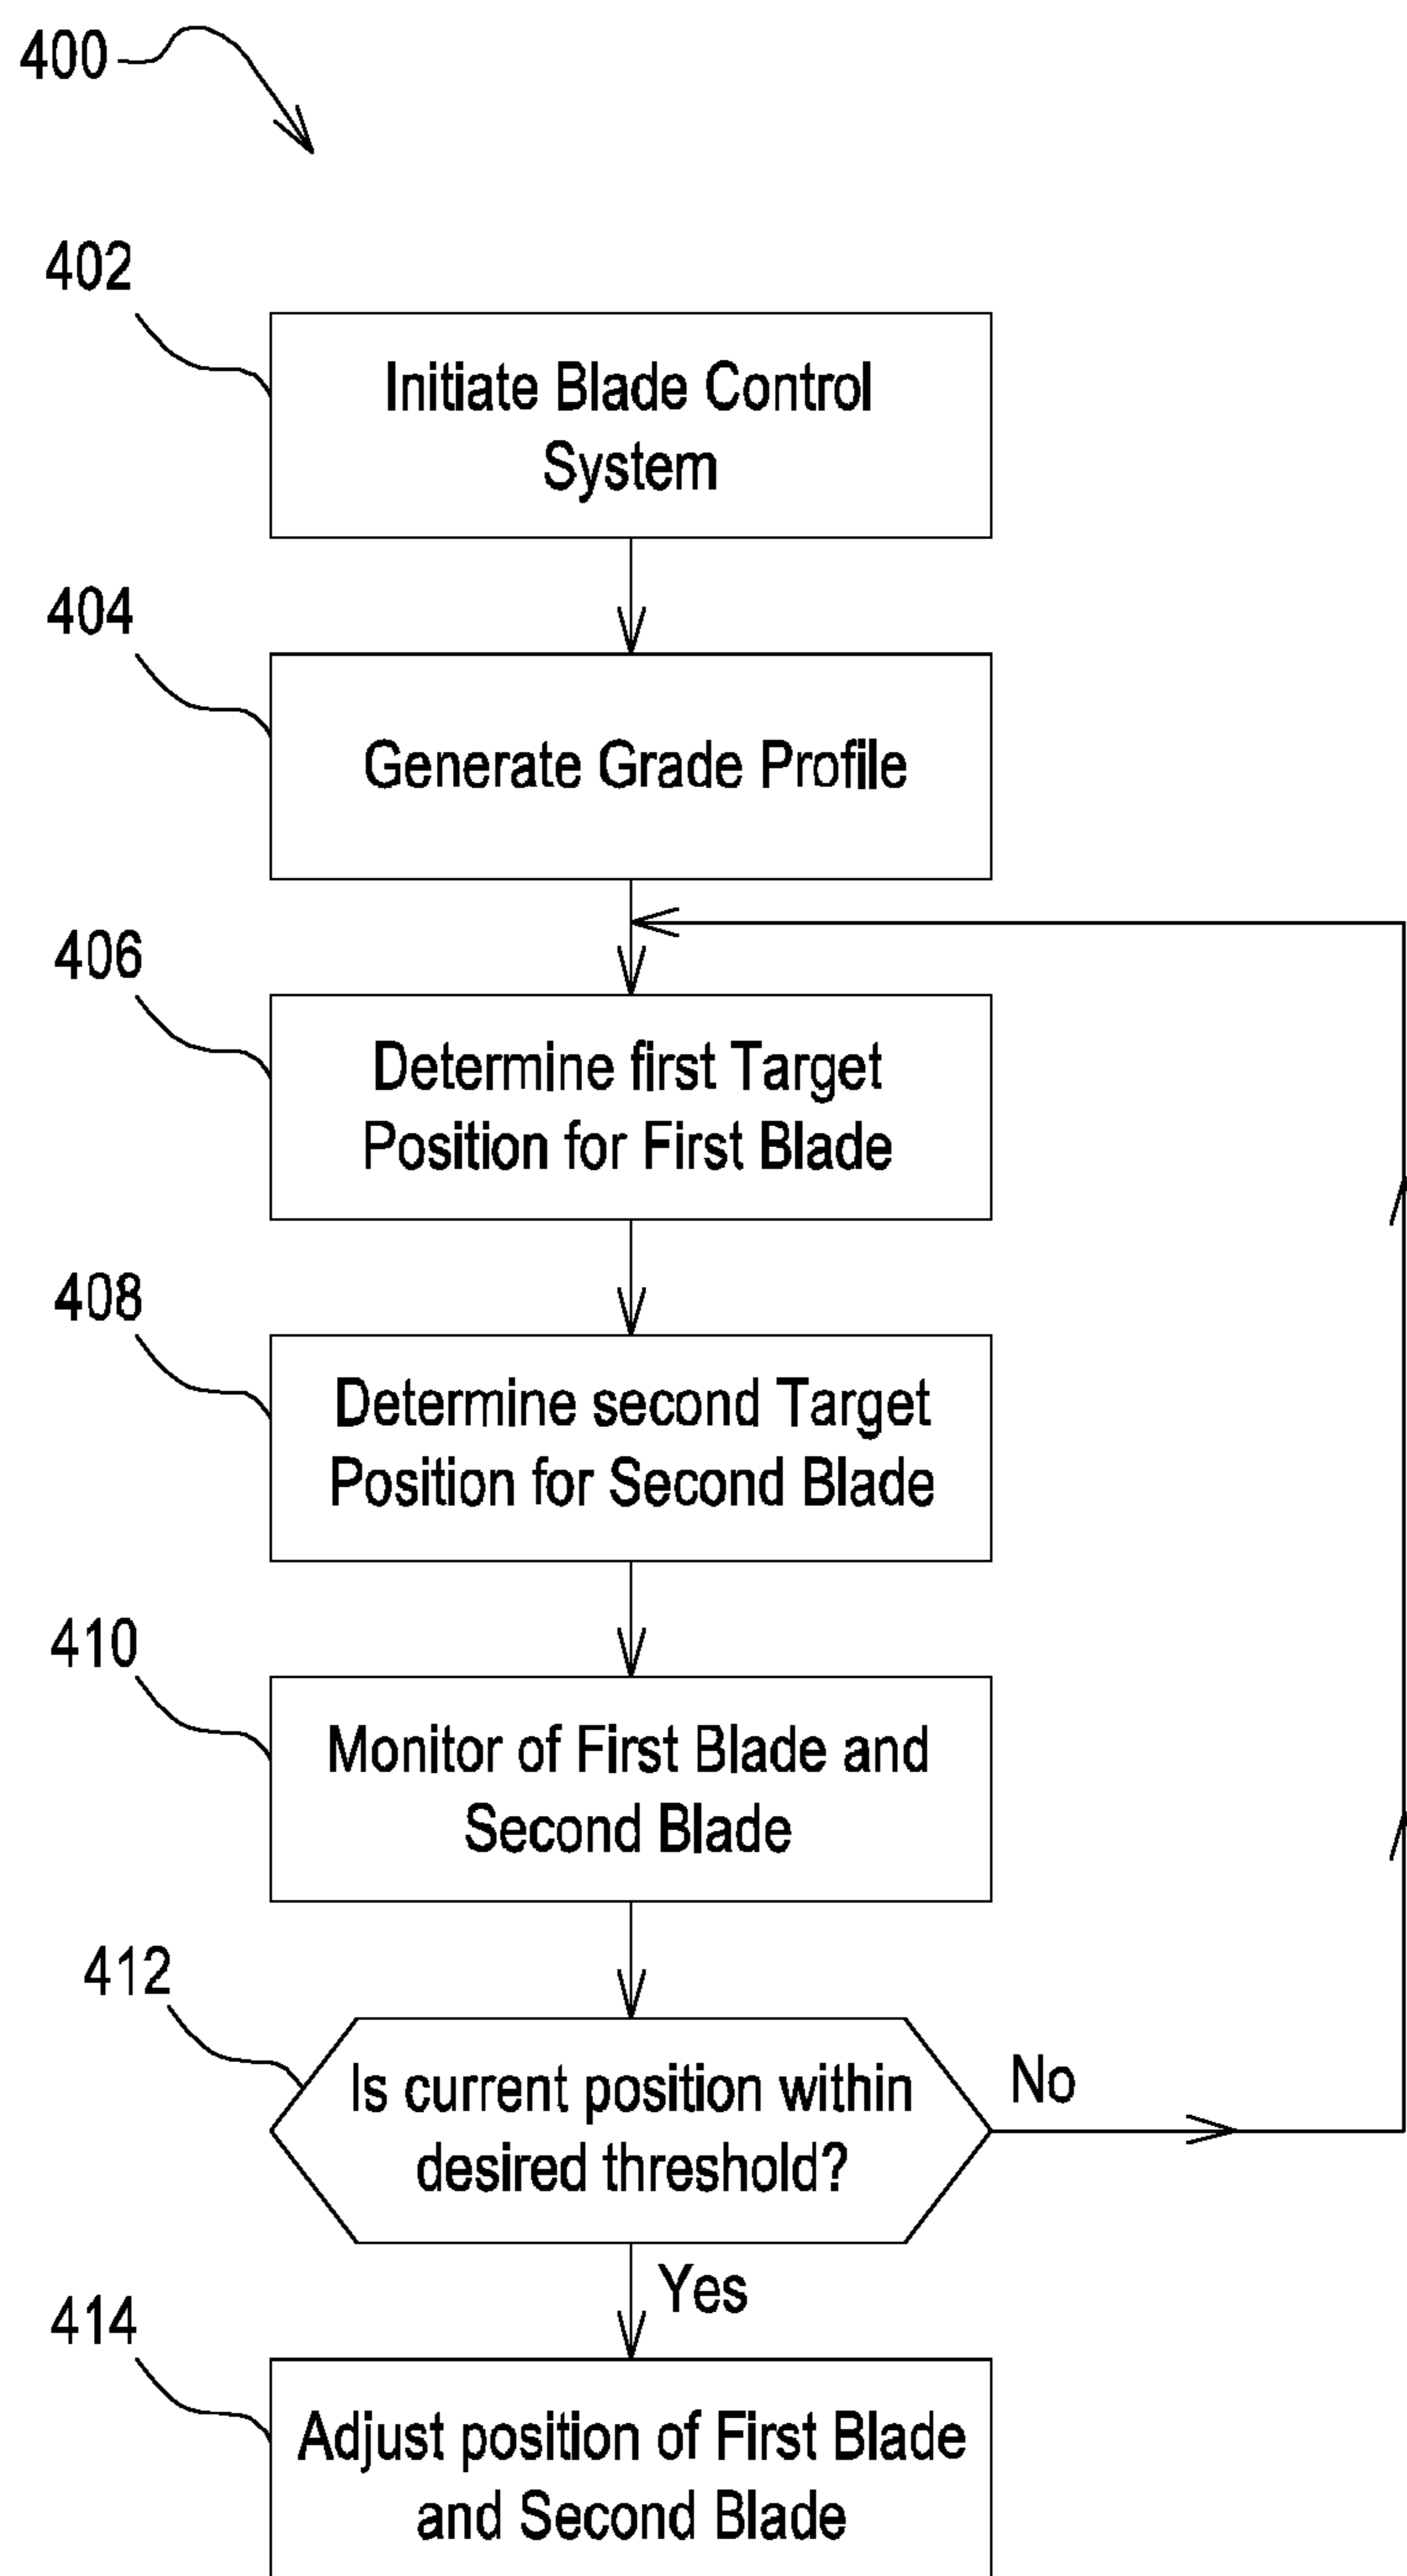 400
402
Initiate Blade Control
System
404
Generate Grade Profile
406
Determine first Target
Position for First Blade
408
Determine second Target
Position for Second Blade
410
Monitor of First Blade and
Second Blade
412
Is current position within
desired threshold?
No
Yes
414
Adjust position of First Blade
and Second Blade